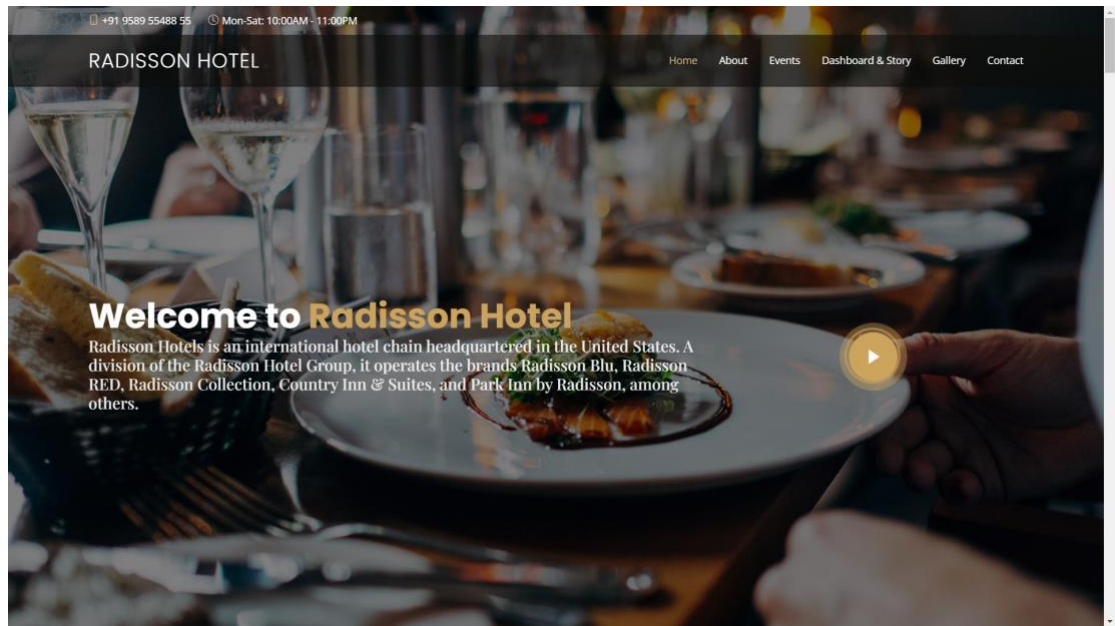 +91 9589 55488 55 Mon-Sat: 10:00AM - 11:00PM
RADISSON HOTEL Home About Events Dashboard & Story Gallery Contact
Welcome to Radisson Hotel
Radisson Hotels is an international hotel chain headquartered in the United States. A
division of the Radisson Hotel Group, it operates the brands Radisson Blu, Radisson
RED, Radisson Collection, Country Inn & Suites, and Park Inn by Radisson, among
others.